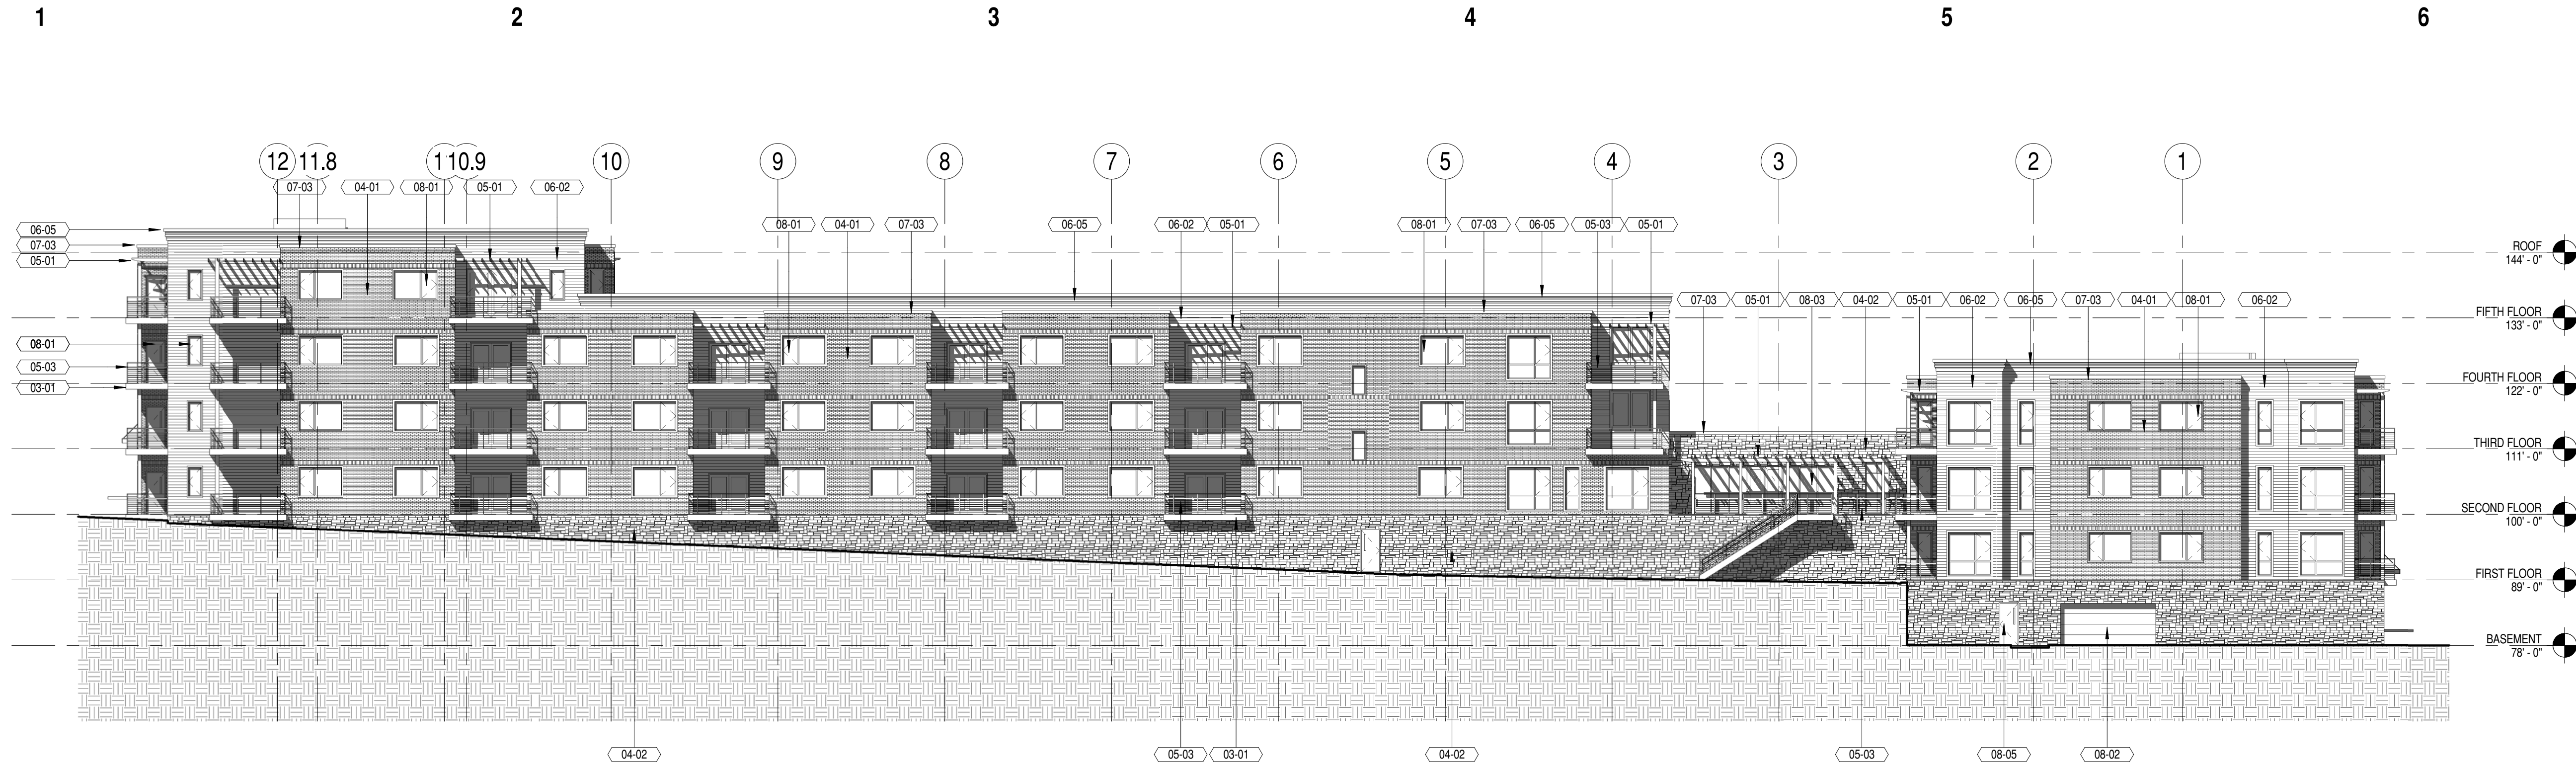 1 2 3 4 5 6
12 11.8 10.9 10 9 8 7 6 5 4 3 2 1
07-03 04-01 08-01 05-01 06-02
08-01 04-01 07-03 06-05 06-02 05-01 08-01 07-03 06-05 05-03 05-01
06-05
07-03
05-01
ROOF
144' - 0"
07-03 05-01 08-03 04-02 05-01 06-02 06-05 07-03 04-01 08-01 06-02
FIFTH FLOOR
133' - 0"
08-01
05-03
03-01
FOURTH FLOOR
122' - 0"
THIRD FLOOR
111' - 0"
SECOND FLOOR
100' - 0"
FIRST FLOOR
89' - 0"
BASEMENT
78' - 0"
04-02 05-03 03-01 04-02 05-03 08-05 08-02